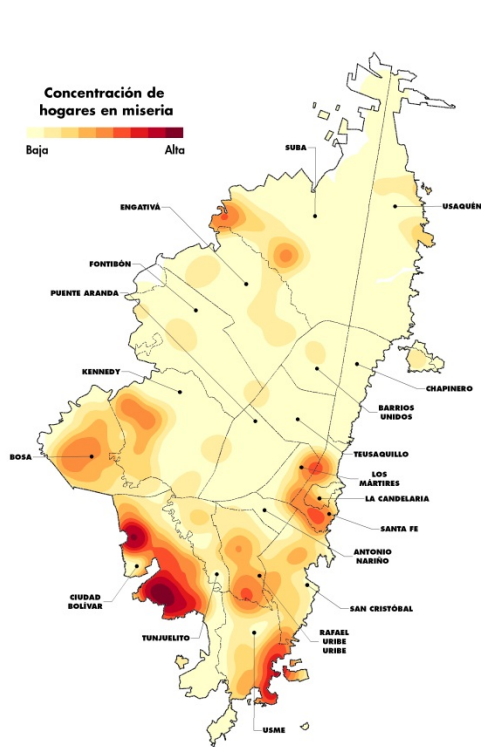 Concentración de
hogares en miseria
Baja
Alta
SUBA
USAQUÉN
ENGATIVÁ
FONTIBÓN
PUENTE ARANDA
KENNEDY
CHAPINERO
BARRIOS
UNIDOS
TEUSAQUILLO
BOSA
LOS
MÁRTIRES
LA CANDELARIA
SANTA FE
ANTONIO
NARIÑO
CIUDAD
BOLÍVAR
SAN CRISTÓBAL
TUNJUELITO
RAFAEL
URIBE
URIBE
USME